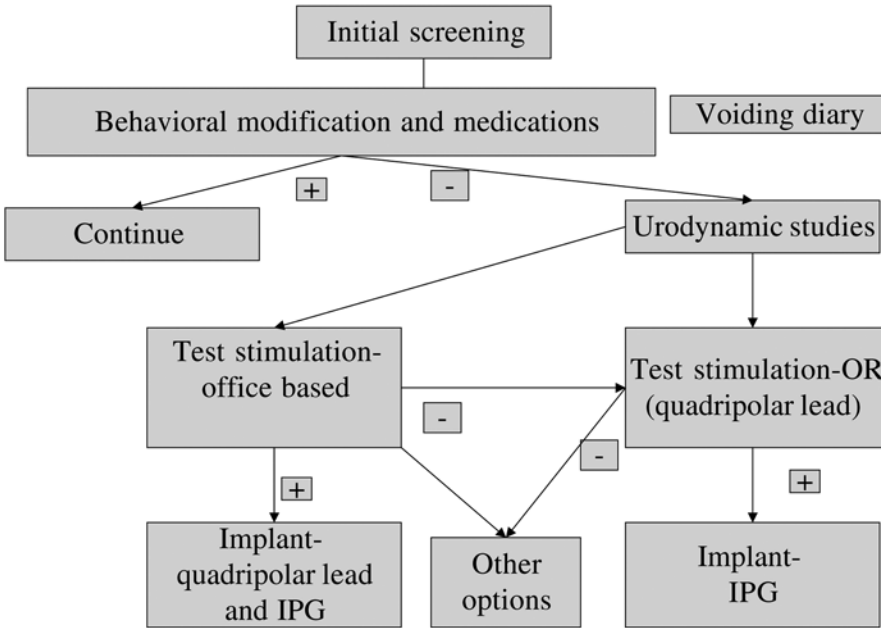 Initial screening
Behavioral modification and medications
Voiding diary
+
-
Continue
Urodynamic studies
Test stimulation-
office based
Test stimulation-OR
(quadripolar lead)
-
-
+
+
Implant-
quadripolar lead
and IPG
Other
options
Implant-
IPG